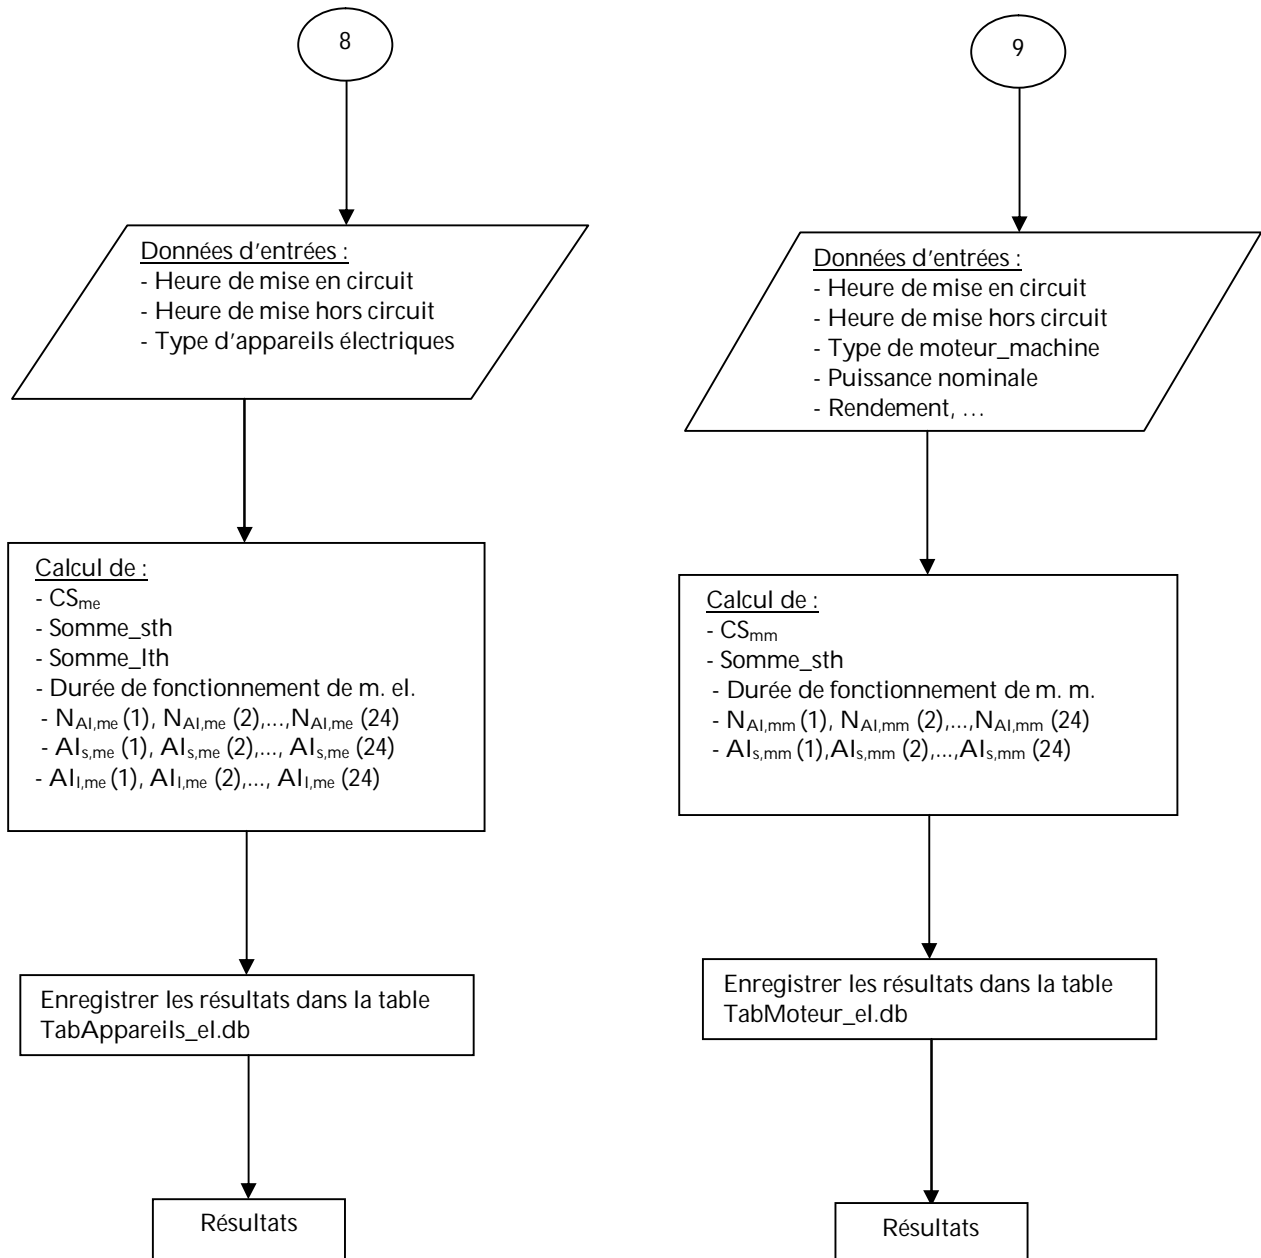 8
Données d'entrées :
- Heure de mise en circuit
- Heure de mise hors circuit
- Type d'appareils électriques
Calcul de :
- CSme
- Somme_sth
- Somme_lth
- Durée de fonctionnement de m. el.
- NAI,me (1), NAI,me (2),...,NAI,me (24)
- AIs,me (1), AIs,me (2),..., AIs,me (24)
- AIl,me (1), AIl,me (2),..., AIl,me (24)
Enregistrer les résultats dans la table
TabAppareils_el.db
Résultats
9
Données d'entrées :
- Heure de mise en circuit
- Heure de mise hors circuit
- Type de moteur_machine
- Puissance nominale
- Rendement, ...
Calcul de :
- CSmm
- Somme_sth
- Durée de fonctionnement de m. m.
- NAI,mm (1), NAI,mm (2),...,NAI,mm (24)
- AIs,mm (1),AIs,mm (2),...,AIs,mm (24)
Enregistrer les résultats dans la table
TabMoteur_el.db
Résultats